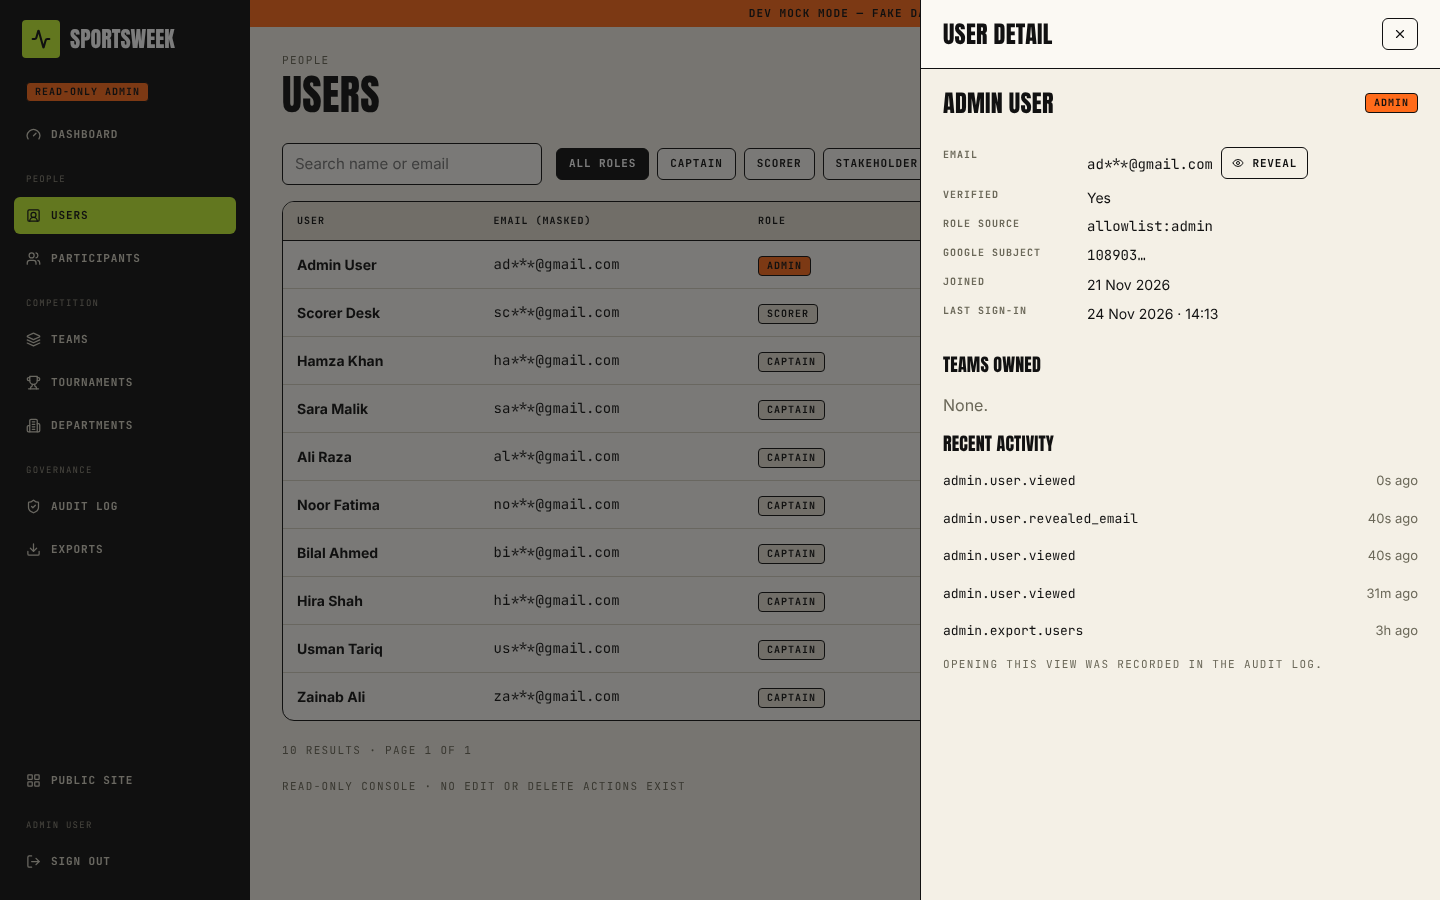 SPORTSWEEK
READ-ONLY ADMIN
DASHBOARD
PEOPLE
USERS
PARTICIPANTS
COMPETITION
TEAMS
TOURNAMENTS
DEPARTMENTS
GOVERNANCE
AUDIT LOG
EXPORTS
PUBLIC SITE
ADMIN USER
SIGN OUT
DEV MOCK MODE — FAKE
PEOPLE
USERS
Search name or email
ALL ROLES CAPTAIN SCORER STAKEHOLDER
USER EMAIL (MASKED) ROLE
Admin User ad***@gmail.com ADMIN
Scorer Desk sc***@gmail.com SCORER
Hamza Khan ha***@gmail.com CAPTAIN
Sara Malik sa***@gmail.com CAPTAIN
Ali Raza al***@gmail.com CAPTAIN
Noor Fatima no***@gmail.com CAPTAIN
Bilal Ahmed bi***@gmail.com CAPTAIN
Hira Shah hi***@gmail.com CAPTAIN
Usman Tariq us***@gmail.com CAPTAIN
Zainab Ali za***@gmail.com CAPTAIN
10 RESULTS · PAGE 1 OF 1
READ-ONLY CONSOLE · NO EDIT OR DELETE ACTIONS EXIST
USER DETAIL
ADMIN USER ADMIN
EMAIL ad***@gmail.com REVEAL
VERIFIED Yes
ROLE SOURCE allowlist:admin
GOOGLE SUBJECT 108903…
JOINED 21 Nov 2026
LAST SIGN-IN 24 Nov 2026 · 14:13
TEAMS OWNED
None.
RECENT ACTIVITY
admin.user.viewed 0s ago
admin.user.revealed_email 40s ago
admin.user.viewed 40s ago
admin.user.viewed 31m ago
admin.export.users 3h ago
OPENING THIS VIEW WAS RECORDED IN THE AUDIT LOG.